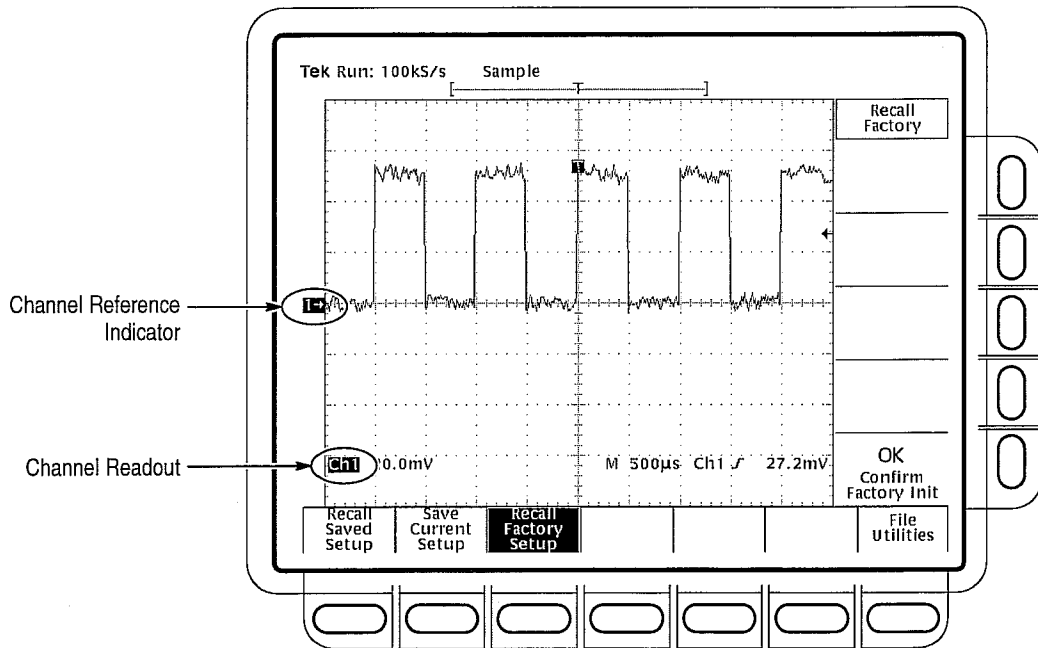 Tek Run: 100kS/s Sample
Recall
Factory
T
Channel Reference
Indicator
1→
Channel Readout
Ch1 0.0mV M 500µs Ch1 27.2mV
OK
Confirm
Factory Init
Recall
Saved
Setup
Save
Current
Setup
Recall
Factory
Setup
File
Utilities